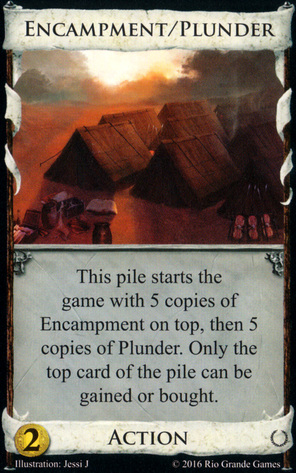 ENCAMPMENT/PLUNDER
This pile starts the
game with 5 copies of
Encampment on top, then 5
copies of Plunder. Only the
top card of the pile can be
gained or bought.
2
ACTION
Illustration: Jessi J
© 2016 Rio Grande Games